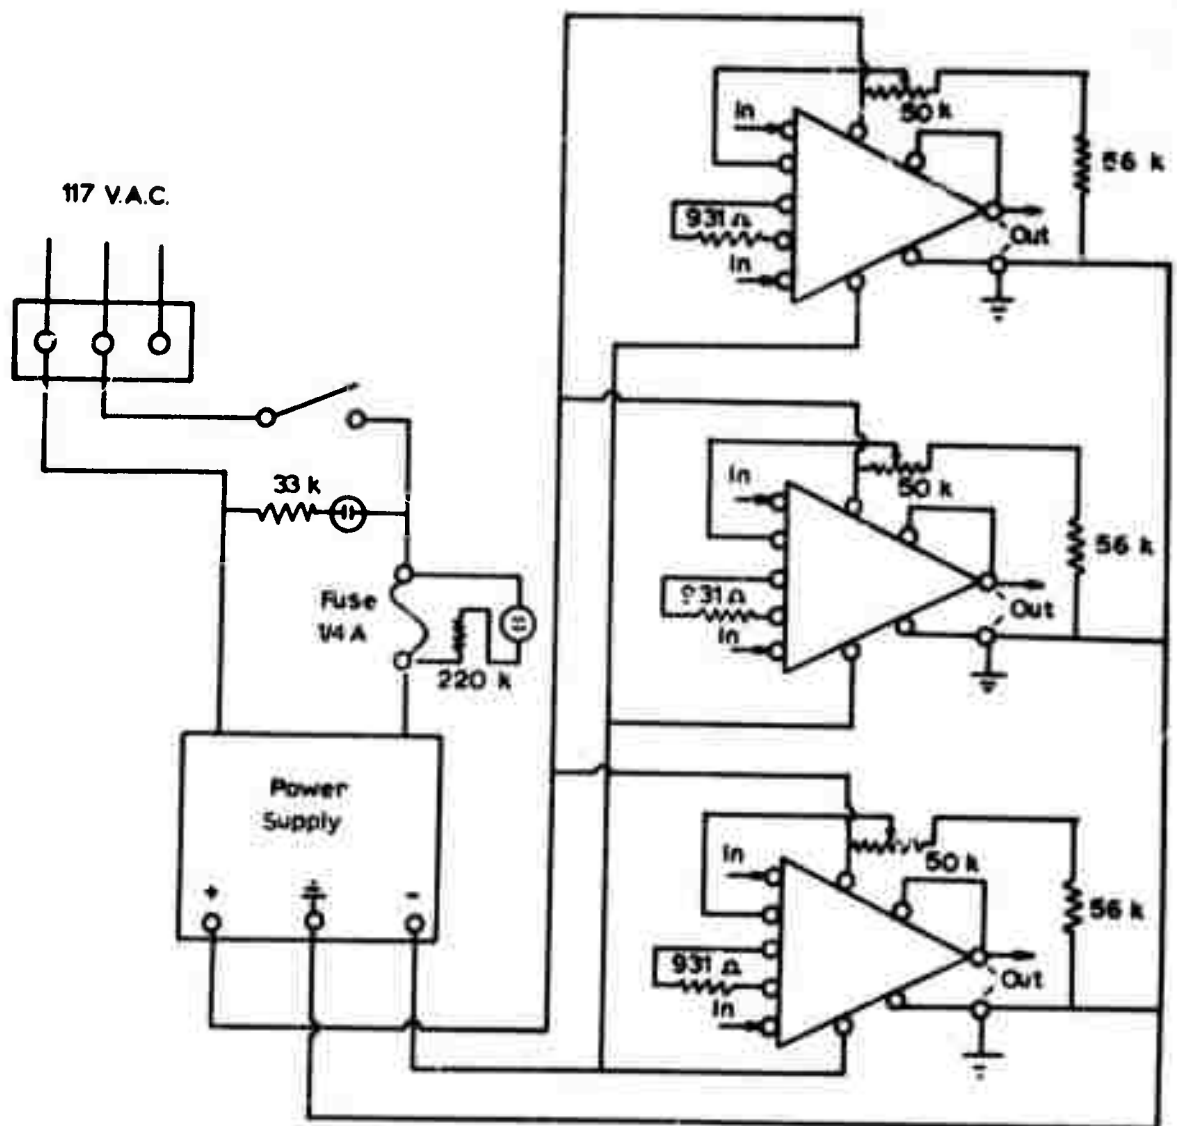 117 V.A.C.
33 k
Fuse
1/4 A
220 k
Power
Supply
+
-
In
50 k
56 k
931 Ω
In
Out
In
50 k
56 k
931 Ω
In
Out
In
50 k
56 k
931 Ω
In
Out